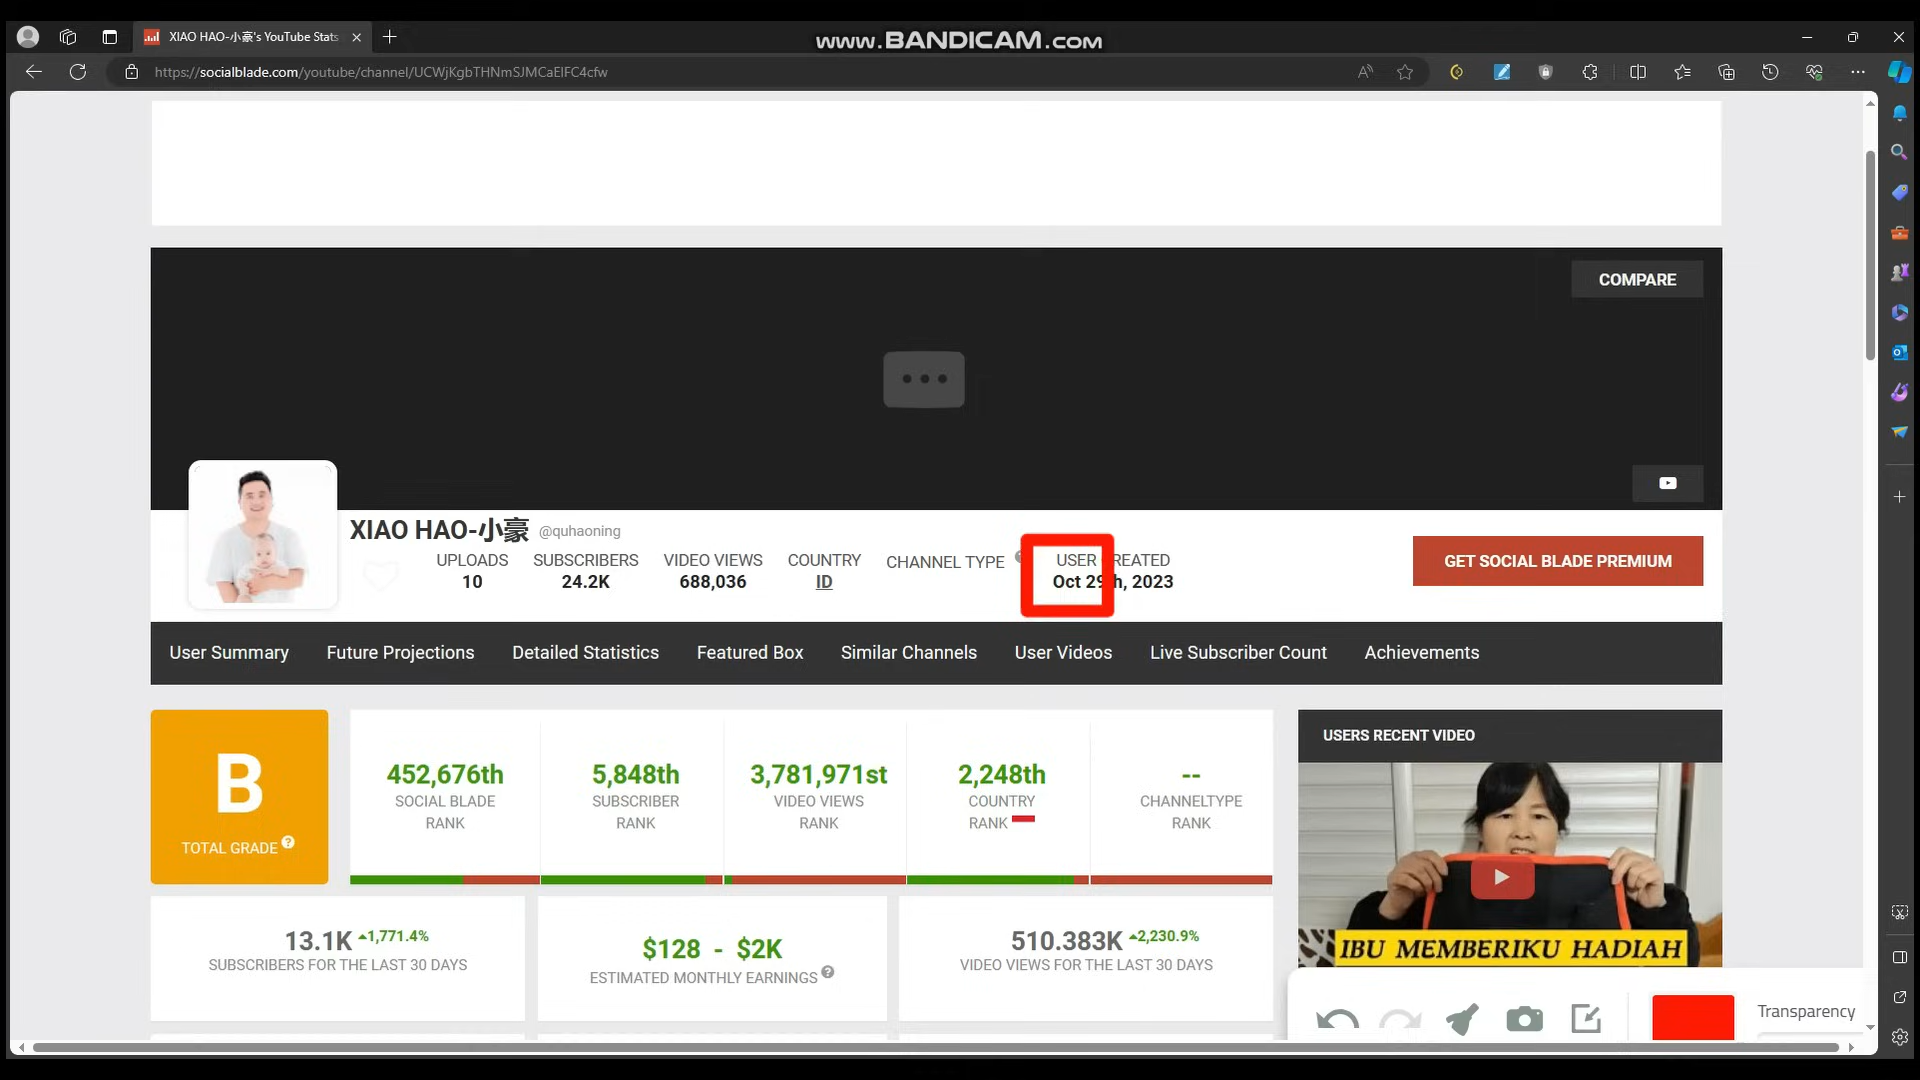 XIAO HAO-小豪's YouTube Stats
www.BANDICAM.com
https://socialblade.com/youtube/channel/UCWjKgbTHNmSJMCaElFC4cfw
COMPARE
XIAO HAO-小豪 @quhaoning
UPLOADS
10
SUBSCRIBERS
24.2K
VIDEO VIEWS
688,036
COUNTRY
ID
CHANNEL TYPE
USER CREATED
Oct 29th, 2023
GET SOCIAL BLADE PREMIUM
User Summary Future Projections Detailed Statistics Featured Box Similar Channels User Videos Live Subscriber Count Achievements
B
TOTAL GRADE
452,676th
SOCIAL BLADE
RANK
5,848th
SUBSCRIBER
RANK
3,781,971st
VIDEO VIEWS
RANK
2,248th
COUNTRY
RANK
--
CHANNELTYPE
RANK
USERS RECENT VIDEO
IBU MEMBERIKU HADIAH
13.1K 1,771.4%
SUBSCRIBERS FOR THE LAST 30 DAYS
$128 - $2K
ESTIMATED MONTHLY EARNINGS
510.383K 2,230.9%
VIDEO VIEWS FOR THE LAST 30 DAYS
Transparency